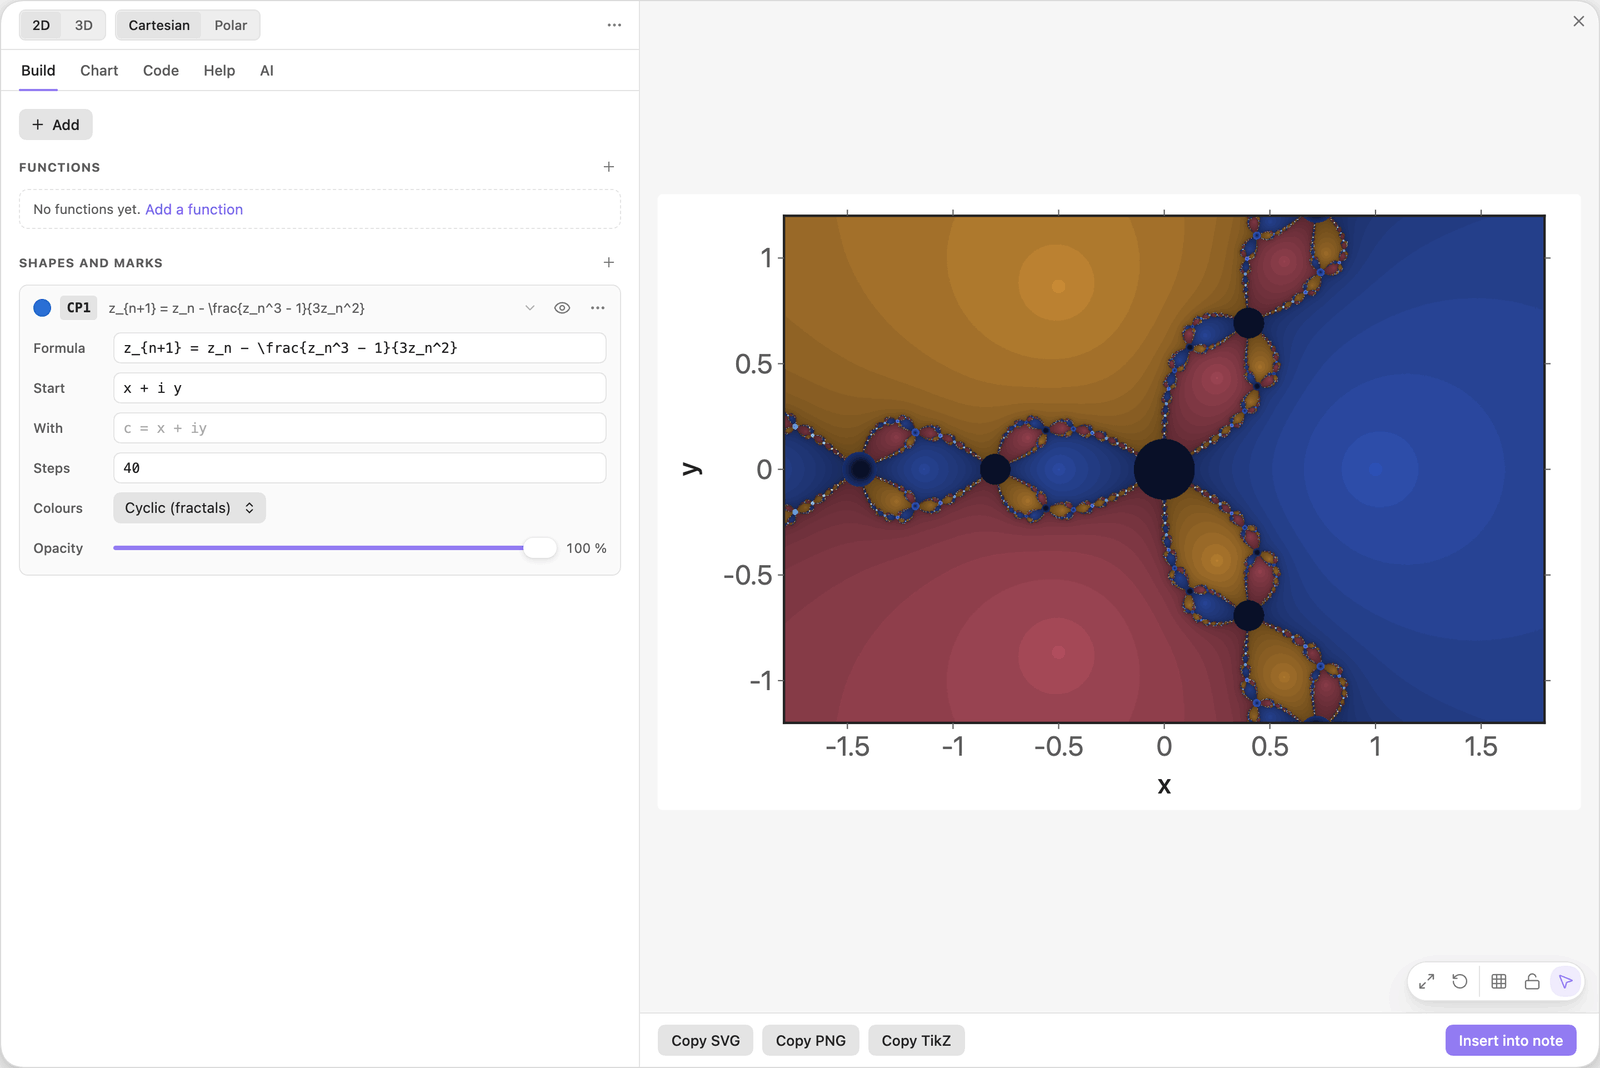 2D 3D Cartesian Polar
Build Chart Code Help AI
+ Add
FUNCTIONS
No functions yet. Add a function
SHAPES AND MARKS
CP1 z_{n+1} = z_n - \frac{z_n^3 - 1}{3z_n^2}
Formula z_{n+1} = z_n - \frac{z_n^3 - 1}{3z_n^2}
Start x + i y
With c = x + iy
Steps 40
Colours Cyclic (fractals)
Opacity 100 %
1
0.5
0
-0.5
-1
y
-1.5 -1 -0.5 0 0.5 1 1.5
x
Copy SVG Copy PNG Copy TikZ Insert into note